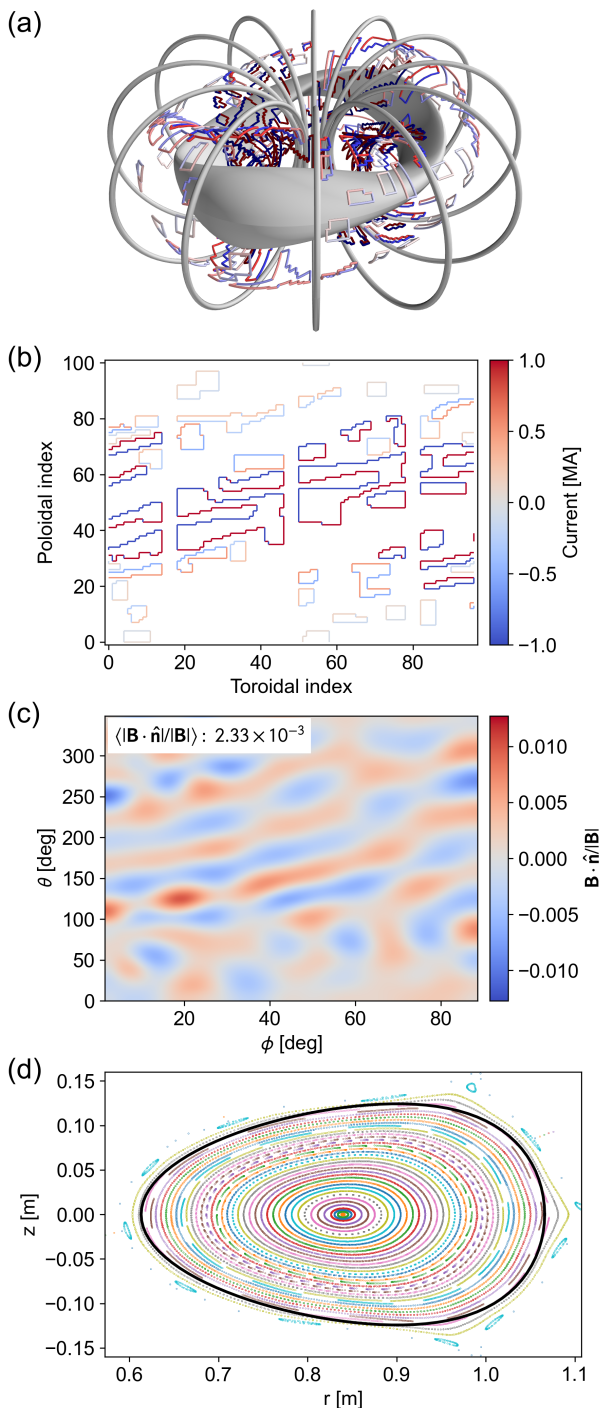 (a)
(b)
100
80
60
40
20
0
Poloidal index
0 20 40 60 80
Toroidal index
1.0
0.5
0.0
−0.5
−1.0
Current [MA]
(c)
⟨|B · n̂|/|B|⟩ : 2.33 × 10⁻³
300
250
200
150
100
50
0
θ [deg]
20 40 60 80
ϕ [deg]
0.010
0.005
0.000
−0.005
−0.010
B · n̂/|B|
(d)
0.15
0.10
0.05
0.00
−0.05
−0.10
−0.15
z [m]
0.6 0.7 0.8 0.9 1.0 1.1
r [m]